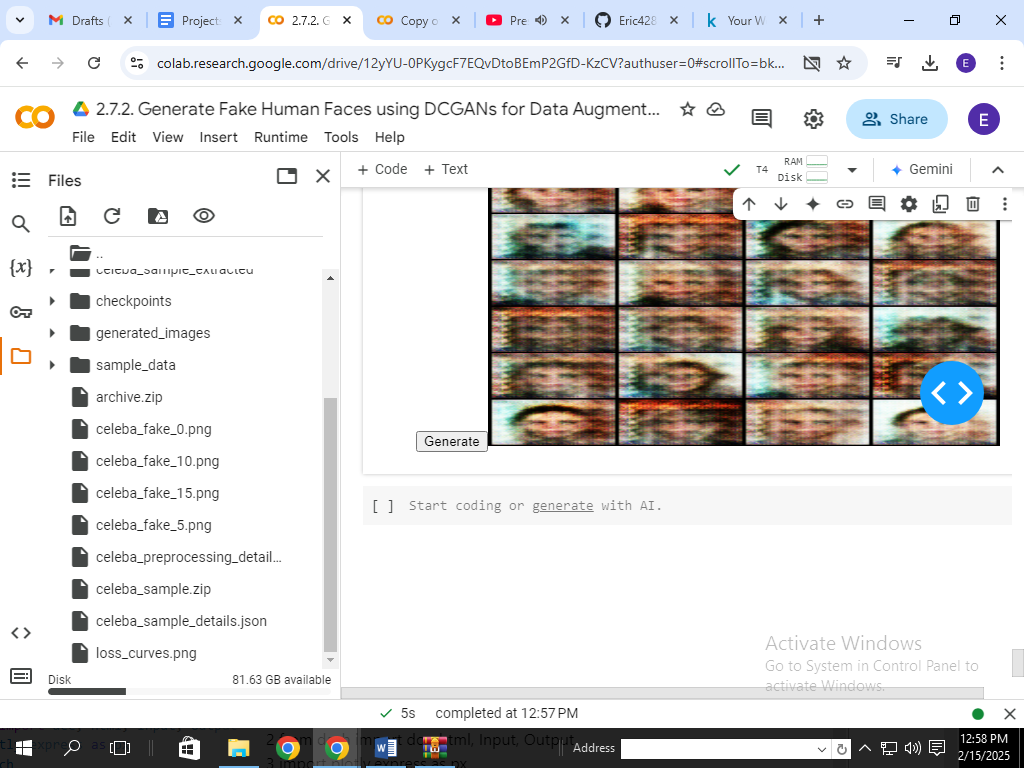 Drafts (
Project:
2.7.2. G
Copy o
Pre
Eric428
Your W
colab.research.google.com/drive/12yYU-0PKygcF7EQvDtoBEmP2GfD-KzCV?authuser=0#scrollTo=bk...
E
2.7.2. Generate Fake Human Faces using DCGANs for Data Augment...
File Edit View Insert Runtime Tools Help
Share
E
Files
+ Code + Text
T4
RAM
Disk
Gemini
..
celeba_sample_extracted
checkpoints
generated_images
sample_data
archive.zip
celeba_fake_0.png
celeba_fake_10.png
celeba_fake_15.png
celeba_fake_5.png
celeba_preprocessing_detail...
celeba_sample.zip
celeba_sample_details.json
loss_curves.png
Disk 81.63 GB available
{x}
Generate
[ ] Start coding or generate with AI.
Activate Windows
Go to System in Control Panel to
activate Windows.
5s completed at 12:57 PM
Address
12:58 PM
2/15/2025